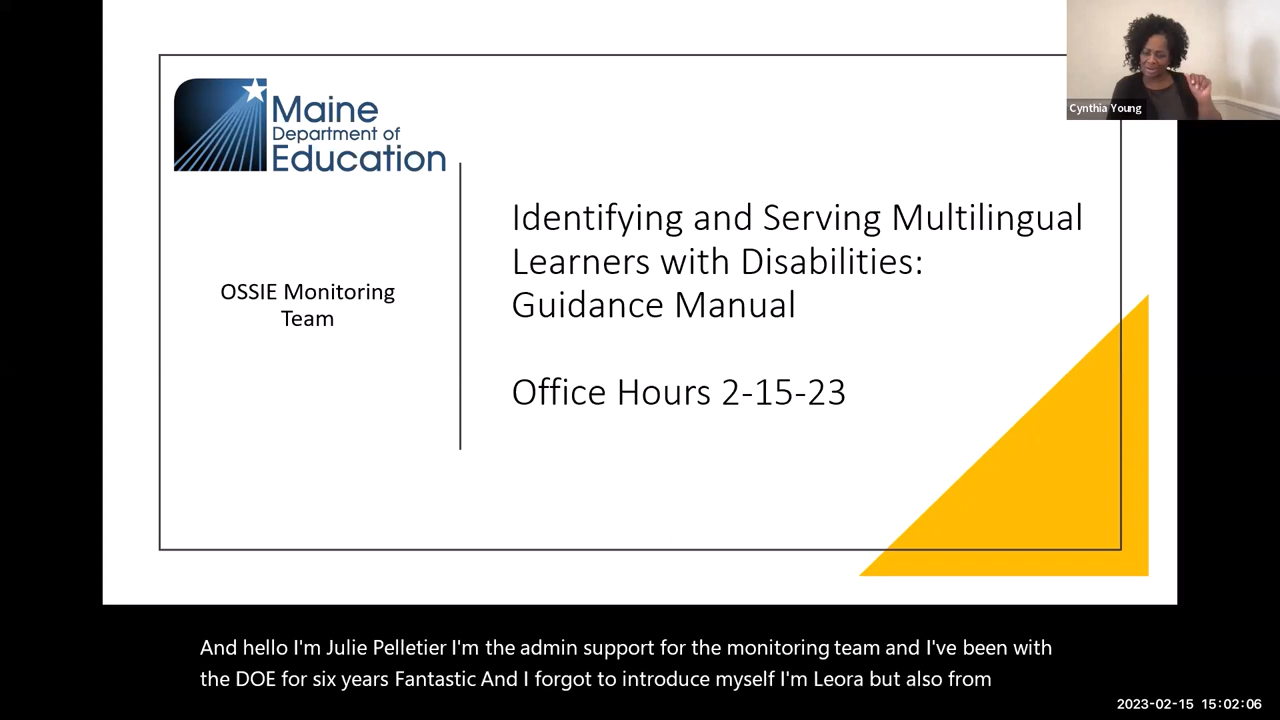 Maine
Department of
Education
OSSIE Monitoring
Team
Identifying and Serving Multilingual
Learners with Disabilities:
Guidance Manual
Office Hours 2-15-23
Cynthia Young
And hello I'm Julie Pelletier I'm the admin support for the monitoring team and I've been with
the DOE for six years Fantastic And I forgot to introduce myself I'm Leora but also from
2023-02-15 15:02:06